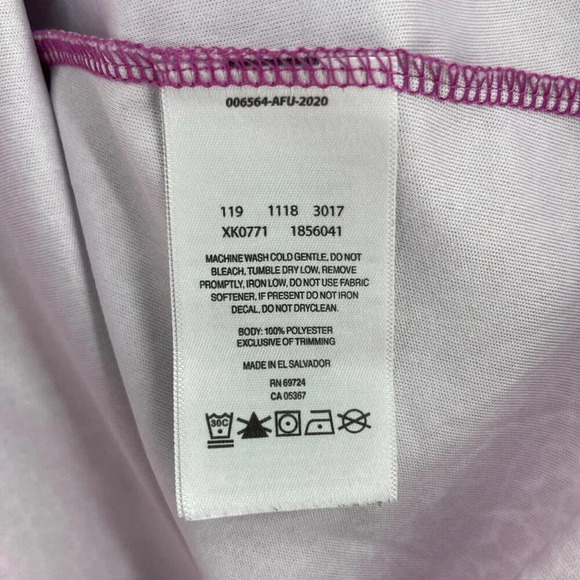 006564-AFU-2020
119 1118 3017
XK0771 1856041
MACHINE WASH COLD GENTLE, DO NOT
BLEACH, TUMBLE DRY LOW, REMOVE
PROMPTLY, IRON LOW, DO NOT USE FABRIC
SOFTENER, IF PRESENT DO NOT IRON
DECAL, DO NOT DRYCLEAN.
BODY: 100% POLYESTER
EXCLUSIVE OF TRIMMING
MADE IN EL SALVADOR
RN 69724
CA 05367
30C